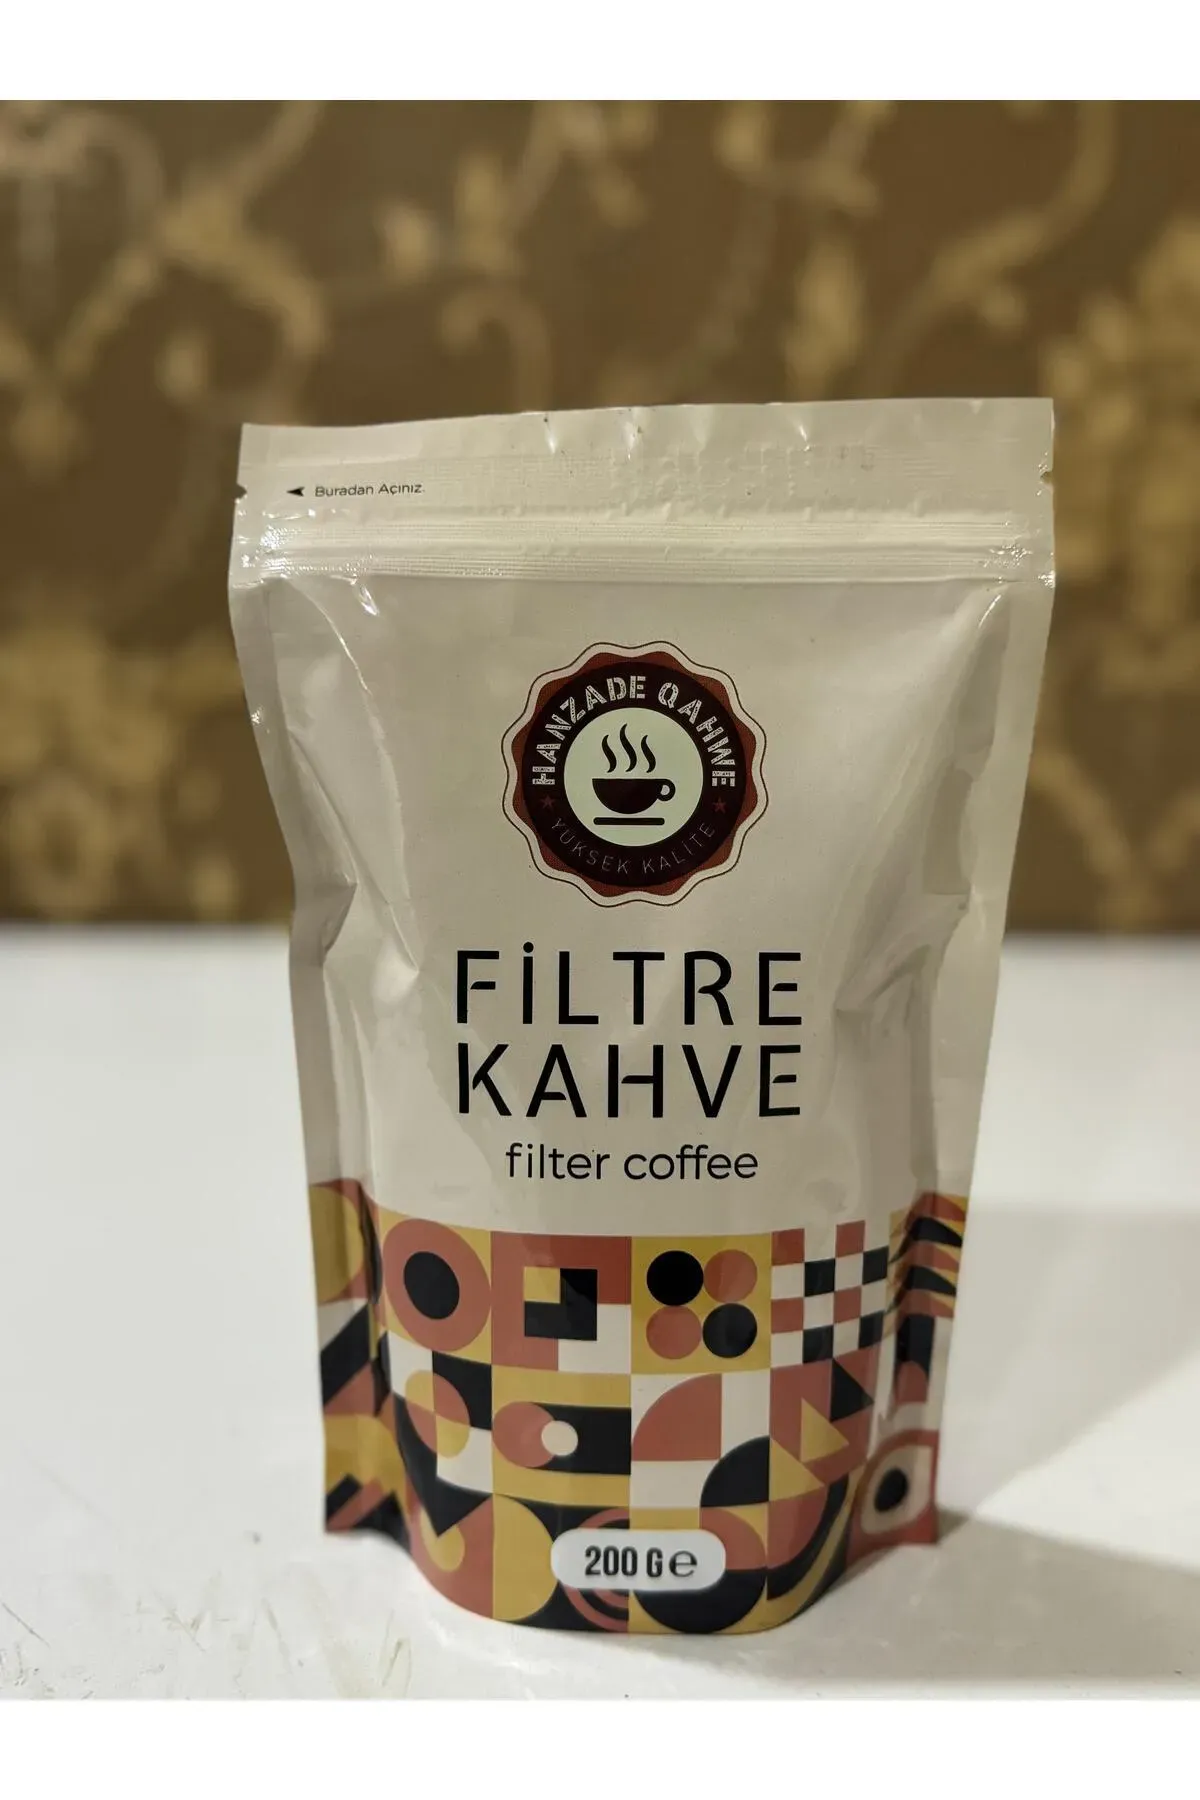 Buradan Açınız.
HANZADE QAHWE
YÜKSEK KALİTE
FİLTRE
KAHVE
filter coffee
200 G e